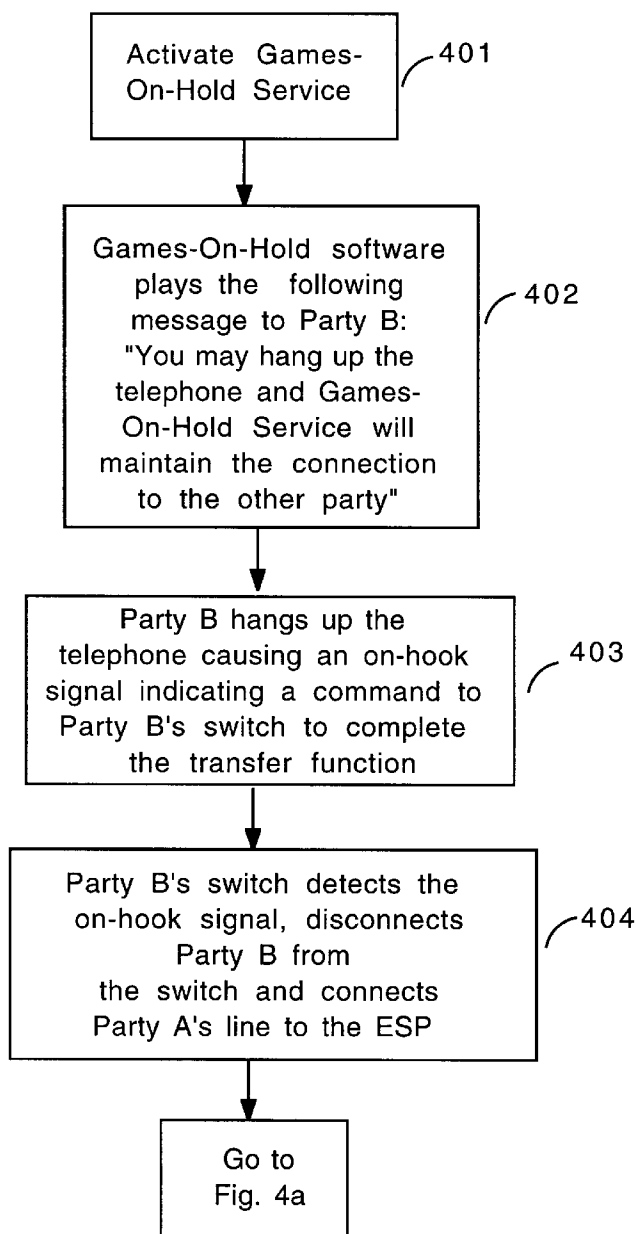 Activate Games-
On-Hold Service
401
Games-On-Hold software
plays the following
message to Party B:
"You may hang up the
telephone and Games-
On-Hold Service will
maintain the connection
to the other party"
402
Party B hangs up the
telephone causing an on-hook
signal indicating a command to
Party B's switch to complete
the transfer function
403
Party B's switch detects the
on-hook signal, disconnects
Party B from
the switch and connects
Party A's line to the ESP
404
Go to
Fig. 4a